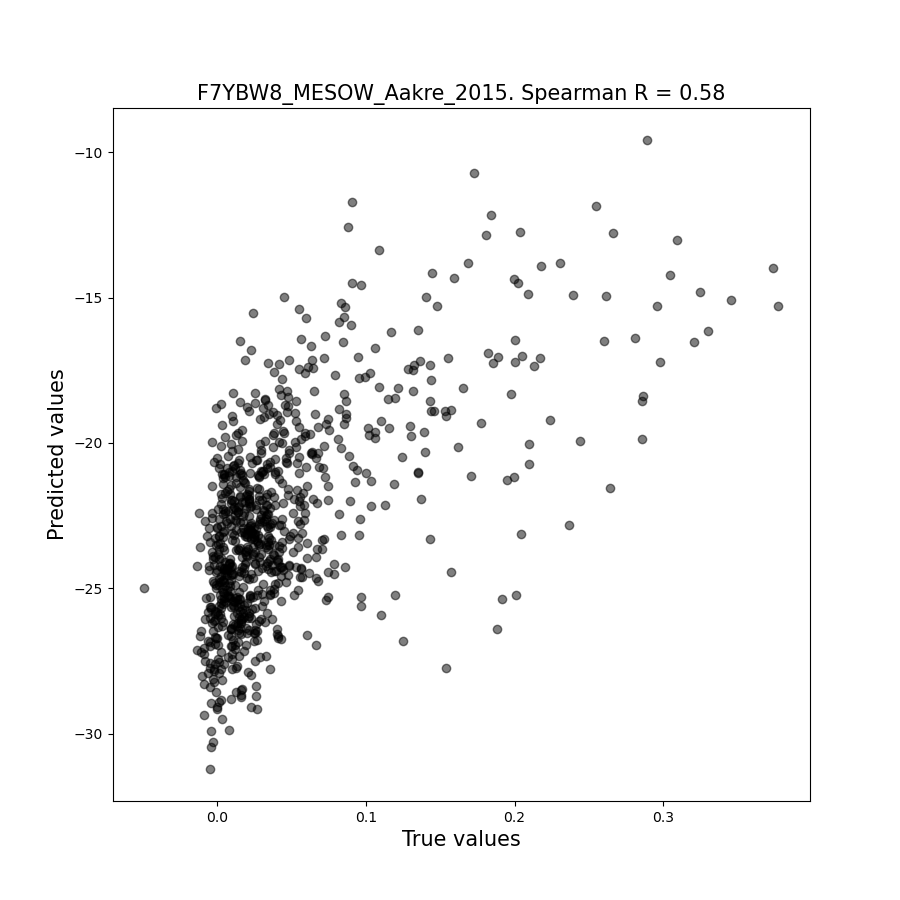 F7YBW8_MESOW_Aakre_2015. Spearman R = 0.58
−10
−15
−20
−25
−30
Predicted values
0.0 0.1 0.2 0.3
True values